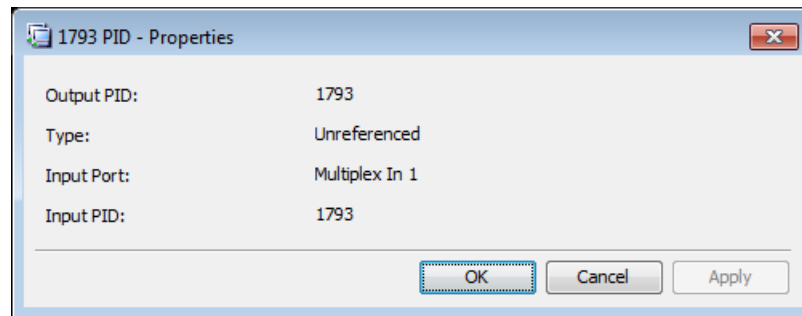 1793 PID - Properties
Output PID: 1793
Type: Unreferenced
Input Port: Multiplex In 1
Input PID: 1793
OK Cancel Apply